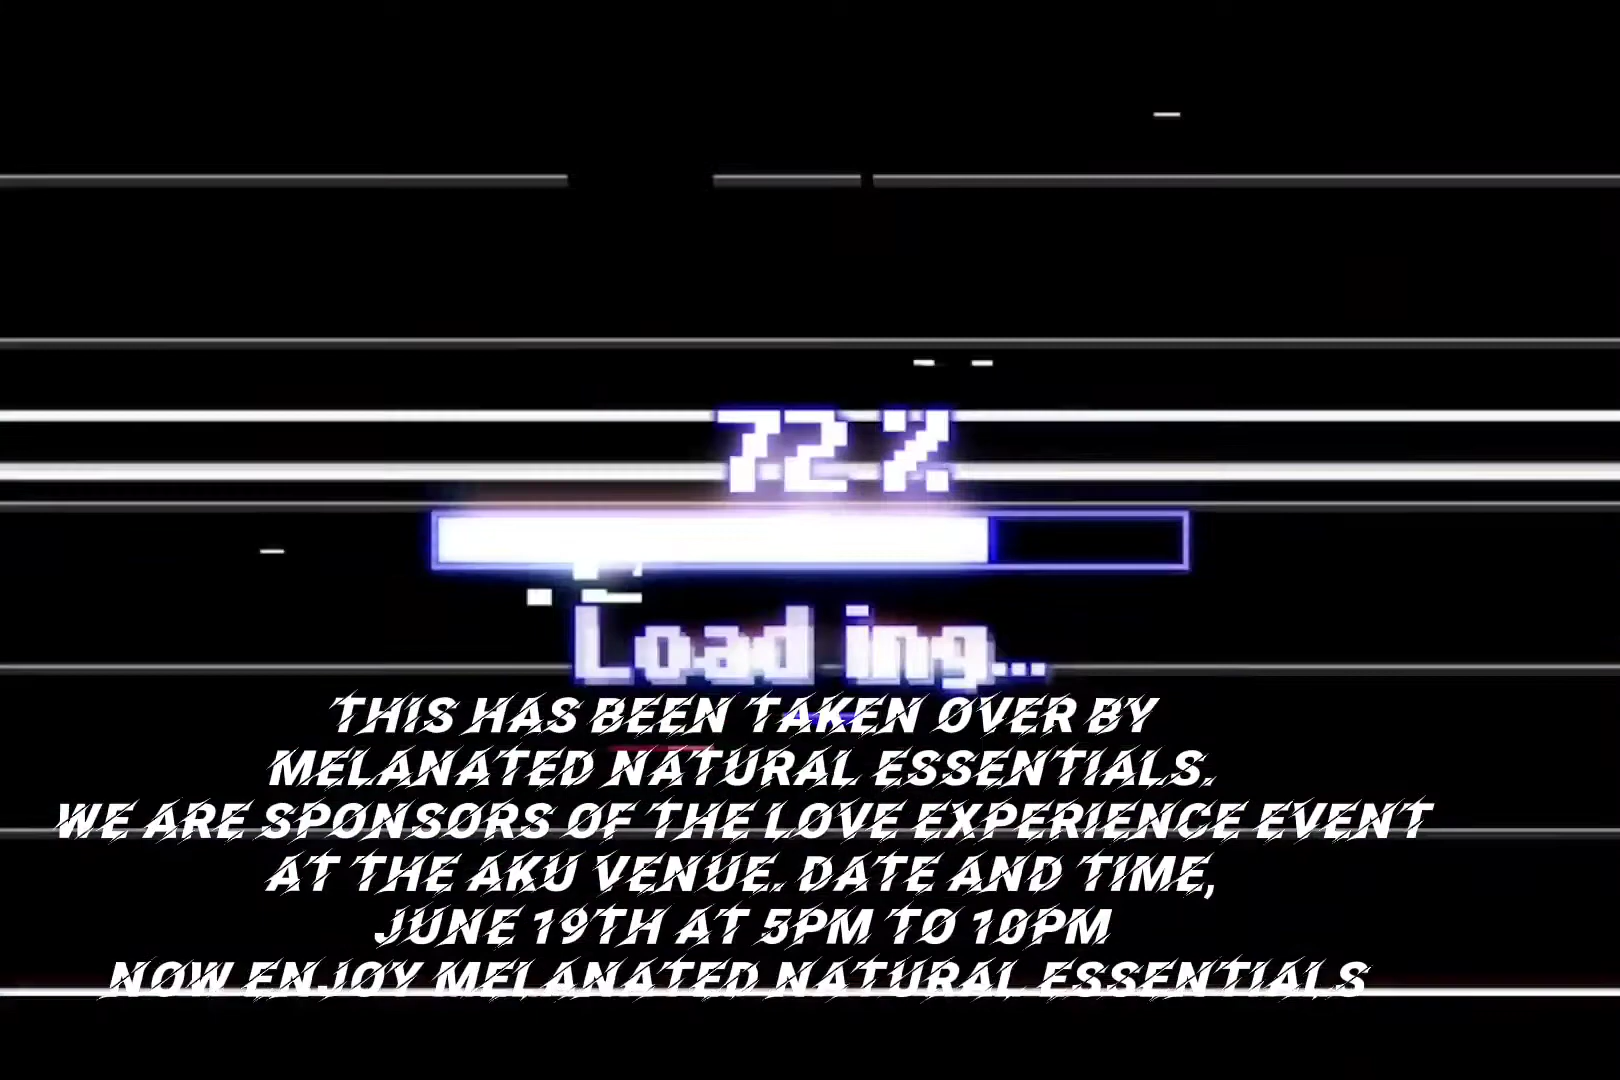 72%
Loading...
THIS HAS BEEN TAKEN OVER BY
MELANATED NATURAL ESSENTIALS.
WE ARE SPONSORS OF THE LOVE EXPERIENCE EVENT
AT THE AKU VENUE. DATE AND TIME,
JUNE 19TH AT 5PM TO 10PM
NOW ENJOY MELANATED NATURAL ESSENTIALS